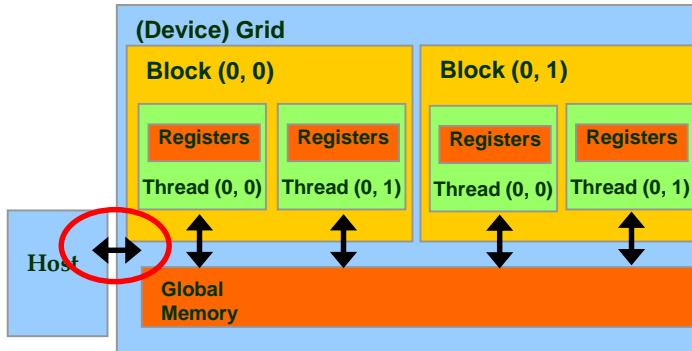 (Device) Grid
Block (0, 0)
Block (0, 1)
Registers
Registers
Registers
Registers
Thread (0, 0)
Thread (0, 1)
Thread (0, 0)
Thread (0, 1)
Host
Global
Memory